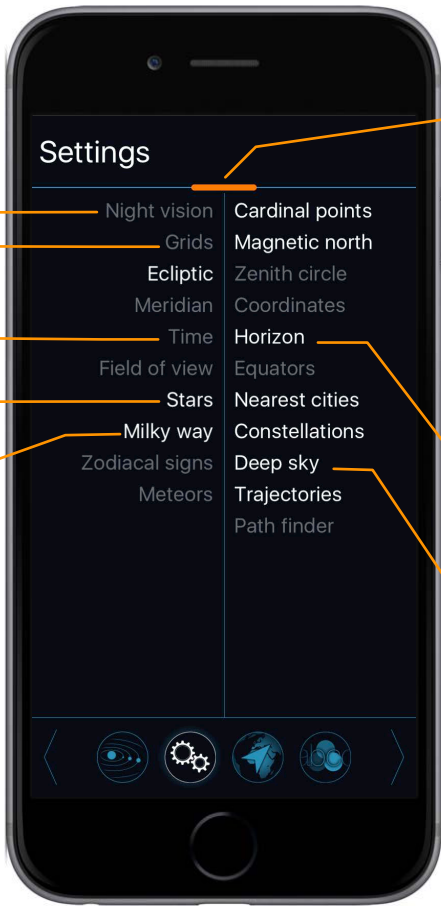 Settings
Night vision
Grids
Ecliptic
Meridian
Time
Field of view
Stars
Milky way
Zodiacal signs
Meteors
Cardinal points
Magnetic north
Zenith circle
Coordinates
Horizon
Equators
Nearest cities
Constellations
Deep sky
Trajectories
Path finder